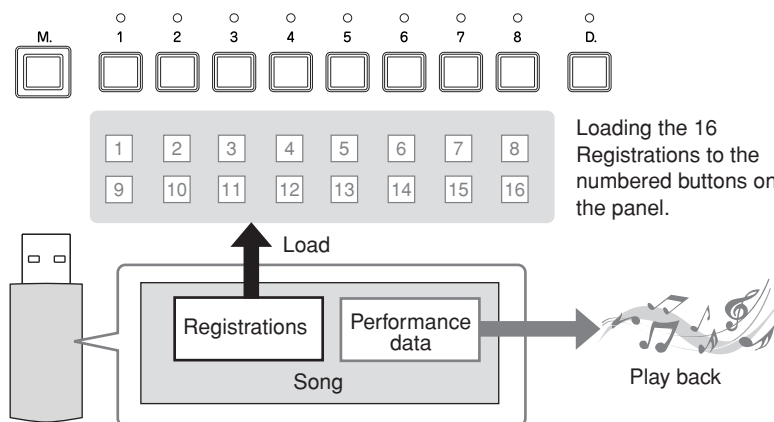 M. 1 2 3 4 5 6 7 8 D.
1 2 3 4 5 6 7 8
9 10 11 12 13 14 15 16
Loading the 16
Registrations to the
numbered buttons on
the panel.
Load
Registrations
Performance
data
Song
Play back